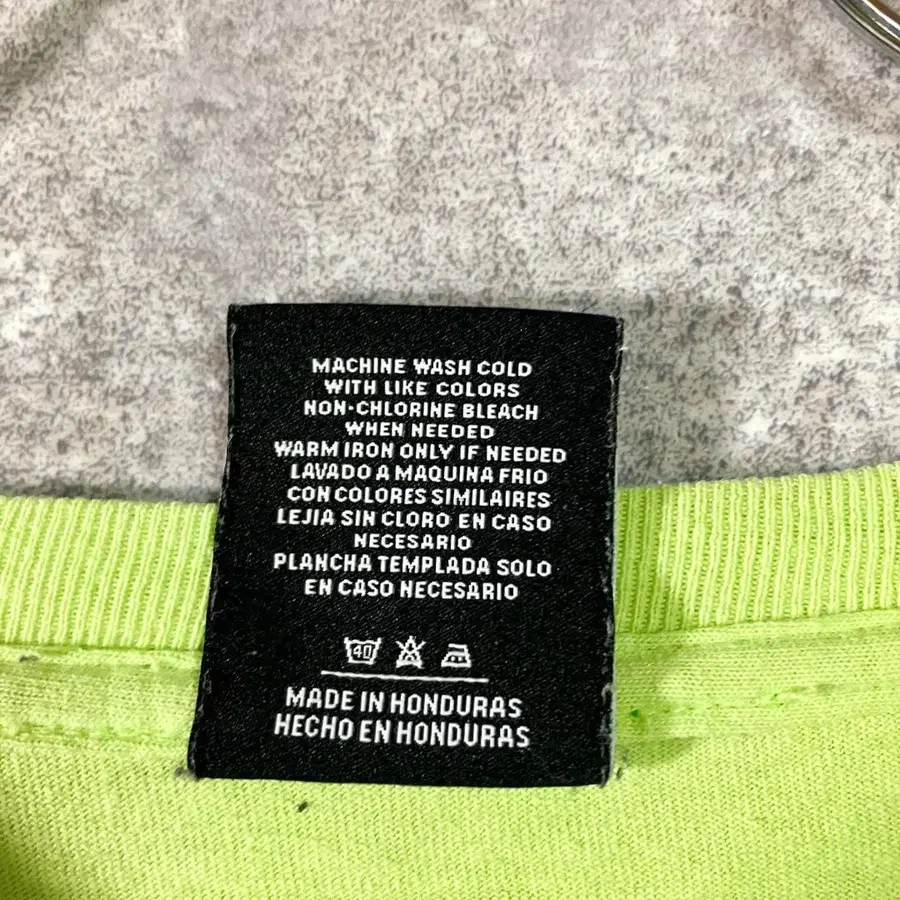 MACHINE WASH COLD
WITH LIKE COLORS
NON-CHLORINE BLEACH
WHEN NEEDED
WARM IRON ONLY IF NEEDED
LAVADO A MAQUINA FRIO
CON COLORES SIMILAIRES
LEJIA SIN CLORO EN CASO
NECESARIO
PLANCHA TEMPLADA SOLO
EN CASO NECESARIO
40
MADE IN HONDURAS
HECHO EN HONDURAS